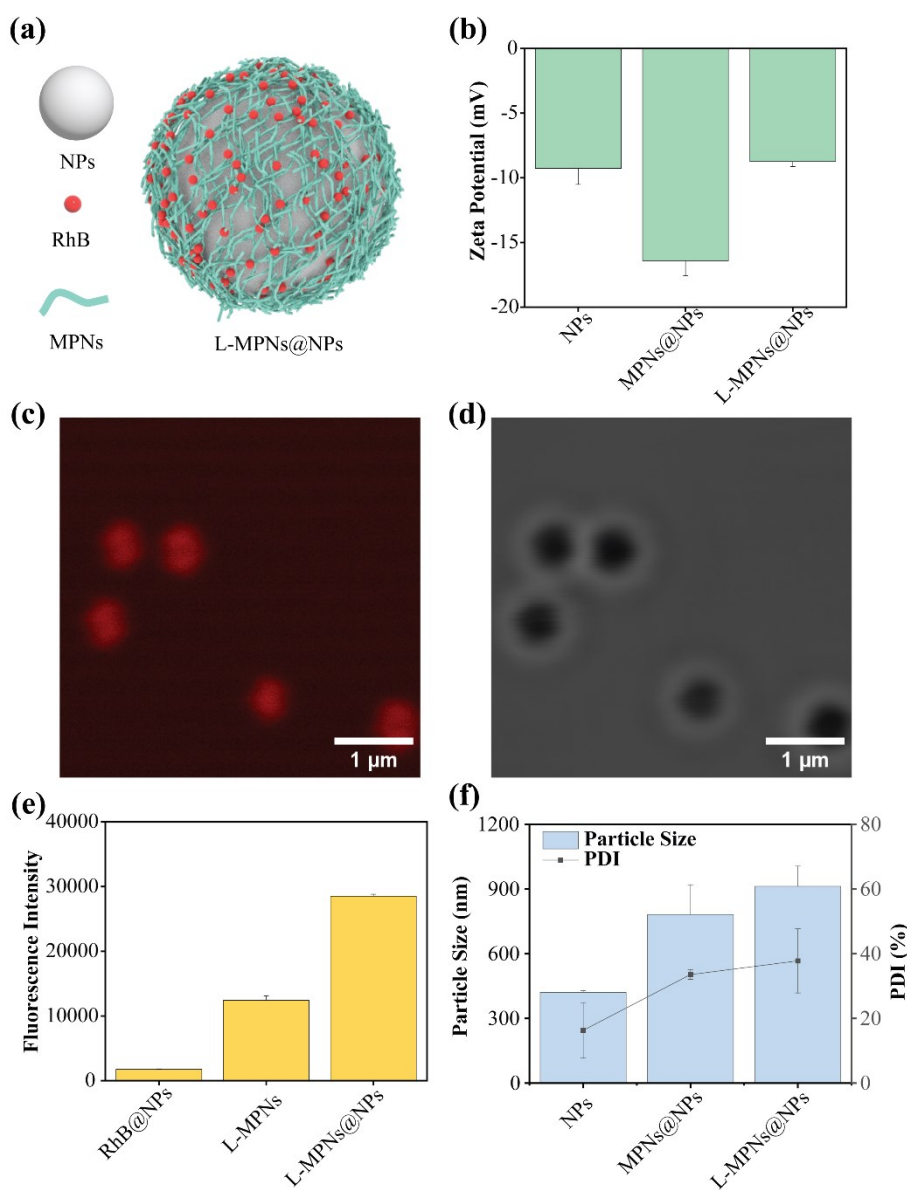 (a)
NPs
RhB
MPNs
L-MPNs@NPs
(b)
Zeta Potential (mV)
0
-5
-10
-15
-20
NPs
MPNs@NPs
L-MPNs@NPs
(c)
1 μm
(d)
1 μm
(e)
Fluorescence Intensity
40000
30000
20000
10000
0
RhB@NPs
L-MPNs
L-MPNs@NPs
(f)
Particle Size (nm)
1200
900
600
300
0
Particle Size
PDI
80
60
40
20
0
PDI (%)
NPs
MPNs@NPs
L-MPNs@NPs